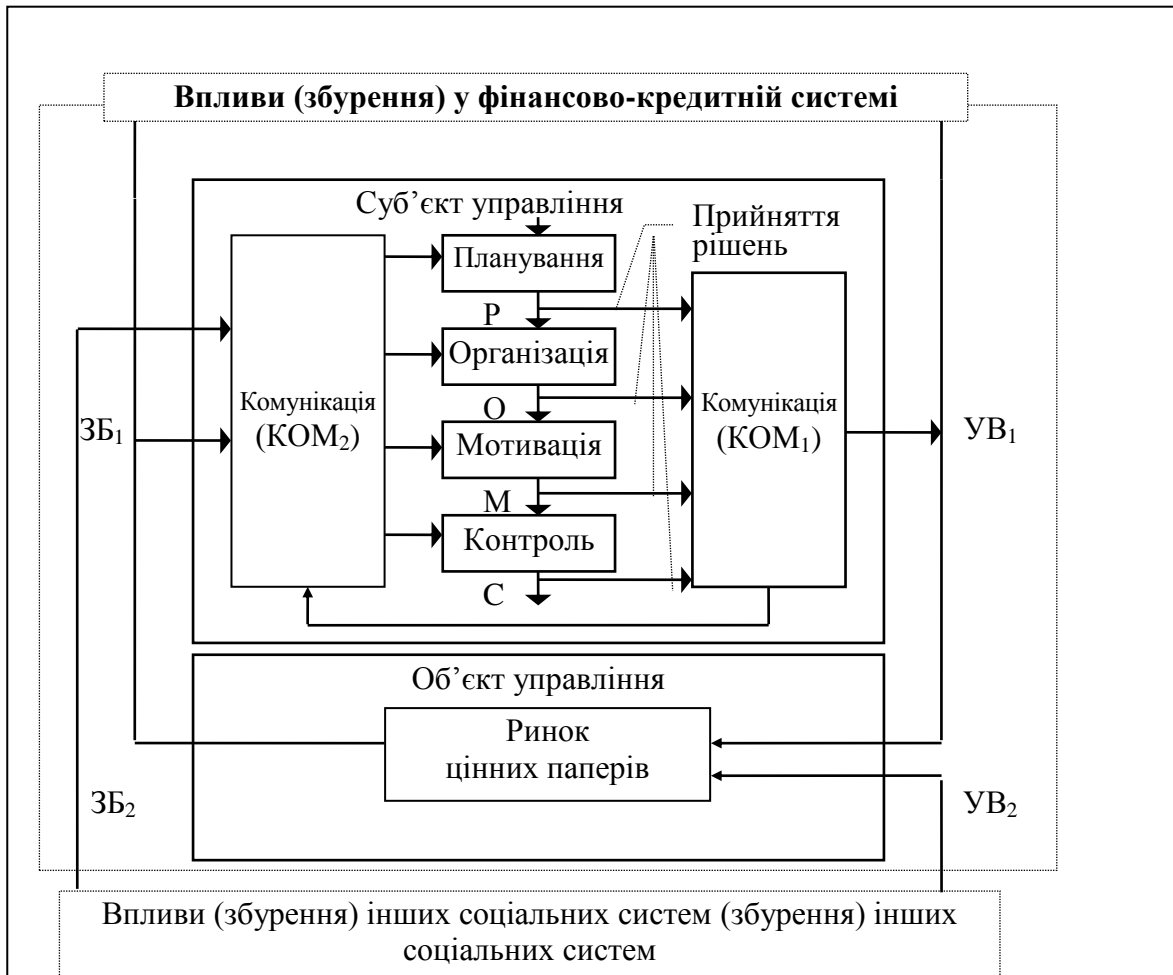 Впливи (збурення) у фінансово-кредитній системі
Суб’єкт управління
Прийняття
рішень
Планування
Р
Організація
Комунікація
(КОМ₂)
О
Комунікація
(КОМ₁)
ЗБ₁
УВ₁
Мотивація
М
Контроль
С
Об’єкт управління
Ринок
цінних паперів
ЗБ₂
УВ₂
Впливи (збурення) інших соціальних систем (збурення) інших
соціальних систем